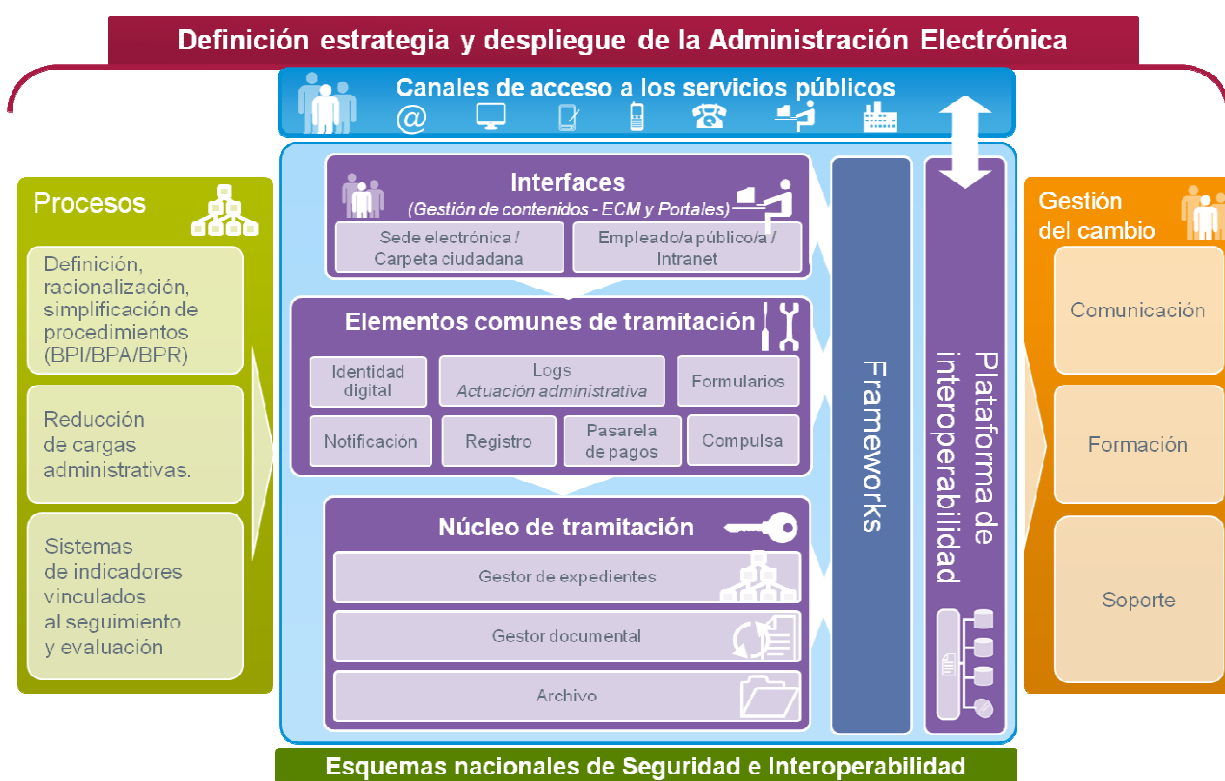 Definición estrategia y despliegue de la Administración Electrónica
Canales de acceso a los servicios públicos
@
Procesos
Definición,
racionalización,
simplificación de
procedimientos
(BPI/BPA/BPR)
Reducción
de cargas
administrativas.
Sistemas
de indicadores
vinculados
al seguimiento
y evaluación
Interfaces
(Gestión de contenidos - ECM y Portales)
Sede electrónica /
Carpeta ciudadana
Empleado/a público/a /
Intranet
Elementos comunes de tramitación
Identidad
digital
Logs
Actuación administrativa
Formularios
Notificación
Registro
Pasarela
de pagos
Compulsa
Núcleo de tramitación
Gestor de expedientes
Gestor documental
Archivo
Frameworks
Plataforma de
interoperabilidad
Gestión
del cambio
Comunicación
Formación
Soporte
Esquemas nacionales de Seguridad e Interoperabilidad